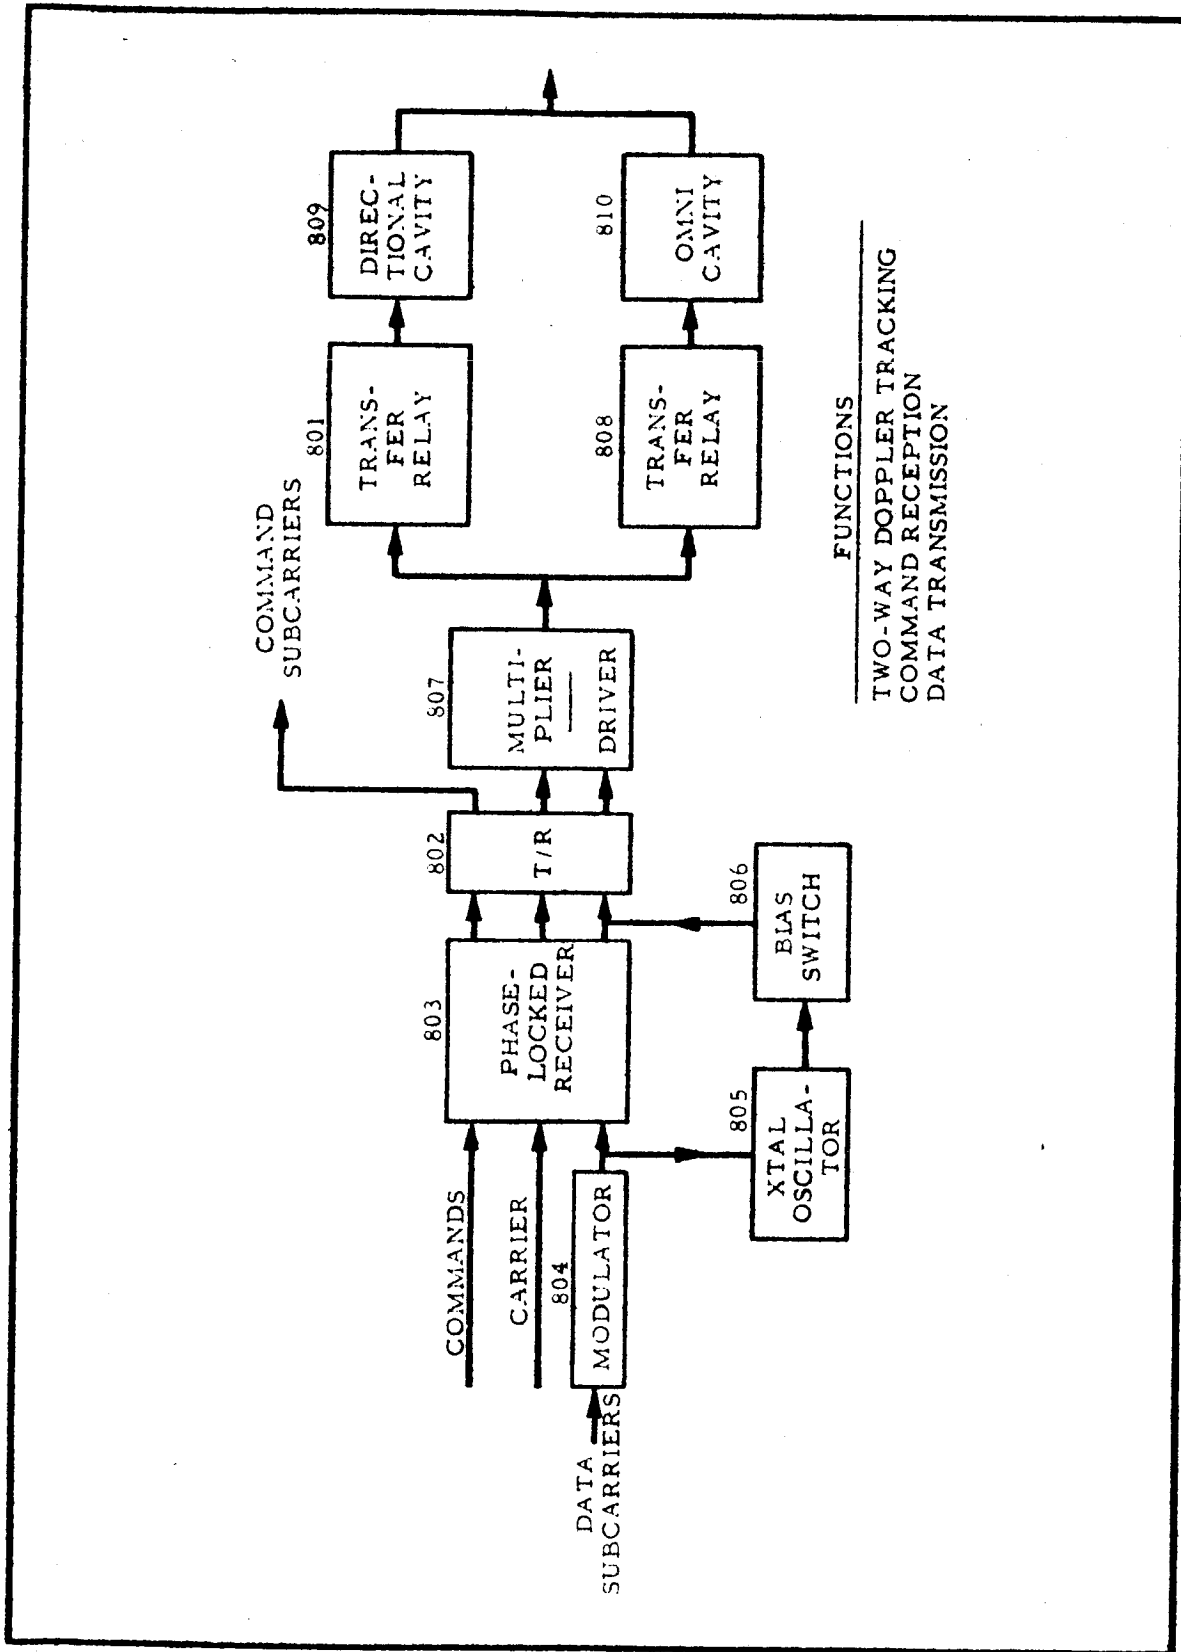 COMMANDS
CARRIER
804
MODULATOR
DATA
SUBCARRIERS
803
PHASE-
LOCKED
RECEIVER
805
XTAL
OSCILLA-
TOR
806
BIAS
SWITCH
802
T/R
COMMAND
SUBCARRIERS
807
MULTI-
PLIER
DRIVER
801
TRANS-
FER
RELAY
808
TRANS-
FER
RELAY
809
DIREC-
TIONAL
CAVITY
810
OMNI
CAVITY
FUNCTIONS
TWO-WAY DOPPLER TRACKING
COMMAND RECEPTION
DATA TRANSMISSION